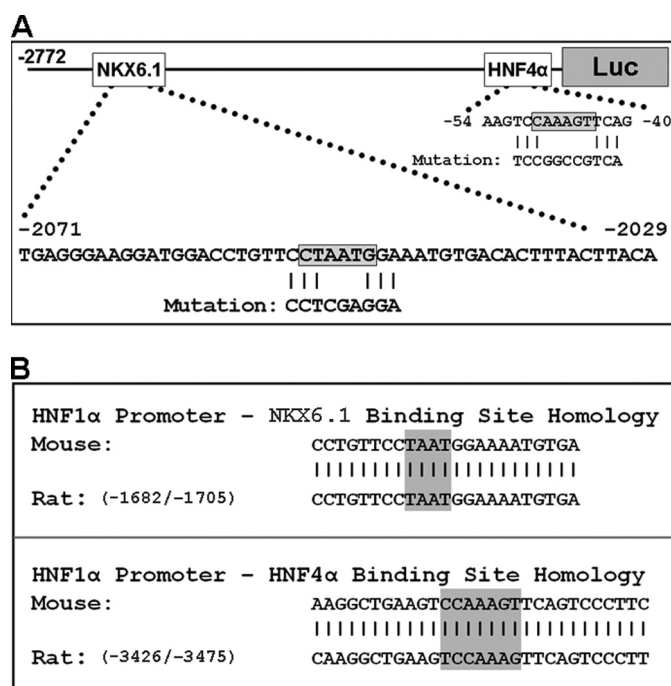 A
-2772
NKX6.1
HNF4α
Luc
-54 AAGTCCAAAGTTCAG -40
Mutation: TCCGGCCGTCA
-2071
-2029
TGAGGGAAGGATGGACCTGTTCCTAATGGAAATGTGACACTTTACTTACA
Mutation: CCTCGAGGA
B
HNF1α Promoter – NKX6.1 Binding Site Homology
Mouse: CCTGTTCCTAATGGAAAATGTGA
Rat: (-1682/-1705) CCTGTTCCTAATGGAAAATGTGA
HNF1α Promoter – HNF4α Binding Site Homology
Mouse: AAGGCTGAAGTCCAAAGTTCAGTCCCTTC
Rat: (-3426/-3475) CAAGGCTGAAGTCCAAAGTTCAGTCCCTT